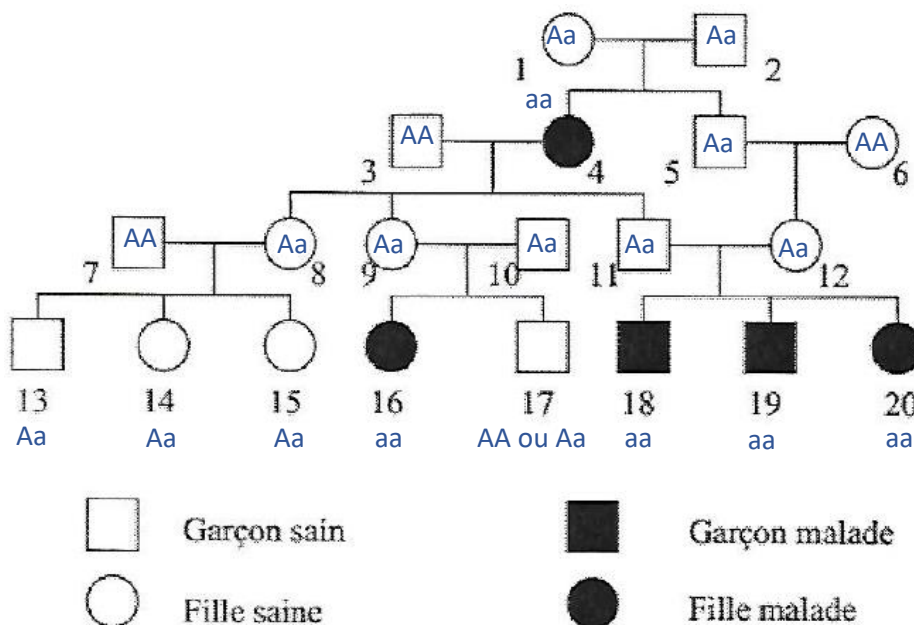 Aa Aa
1 2
aa
AA Aa AA
3 4 5 6
AA Aa Aa Aa Aa Aa
7 8 9 10 11 12
13 14 15 16 17 18 19 20
Aa Aa Aa aa AA ou Aa aa aa aa
Garçon sain Garçon malade
Fille saine Fille malade